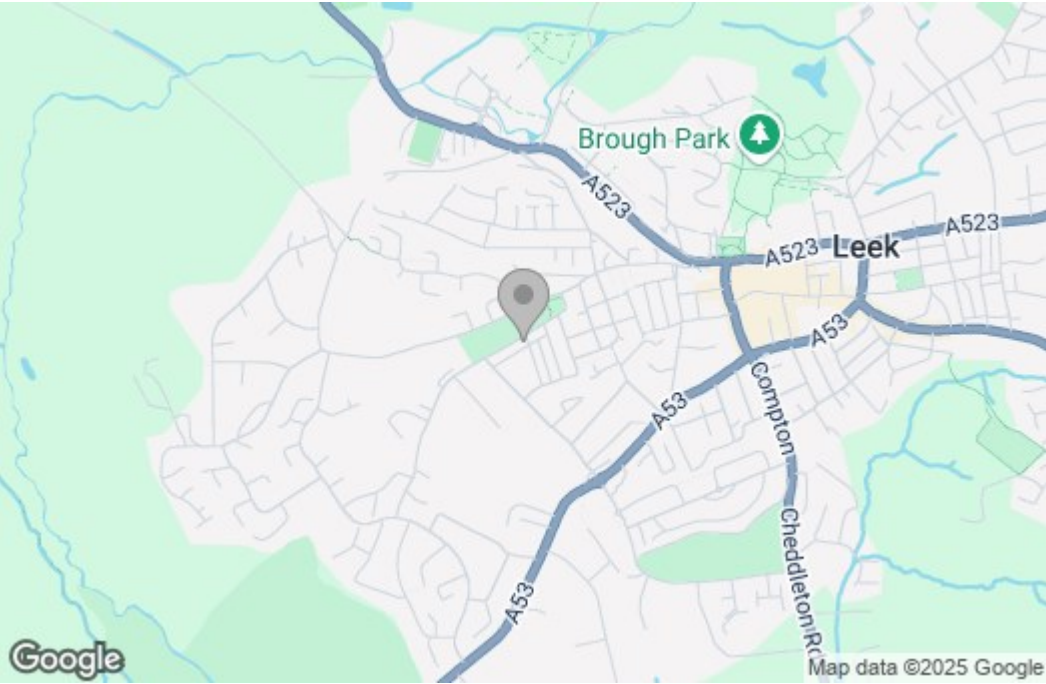 Brough Park
A523
A523
A523
Leek
A53
A53
Compton
Cheddleton Rd
A53
Google
Map data ©2025 Google